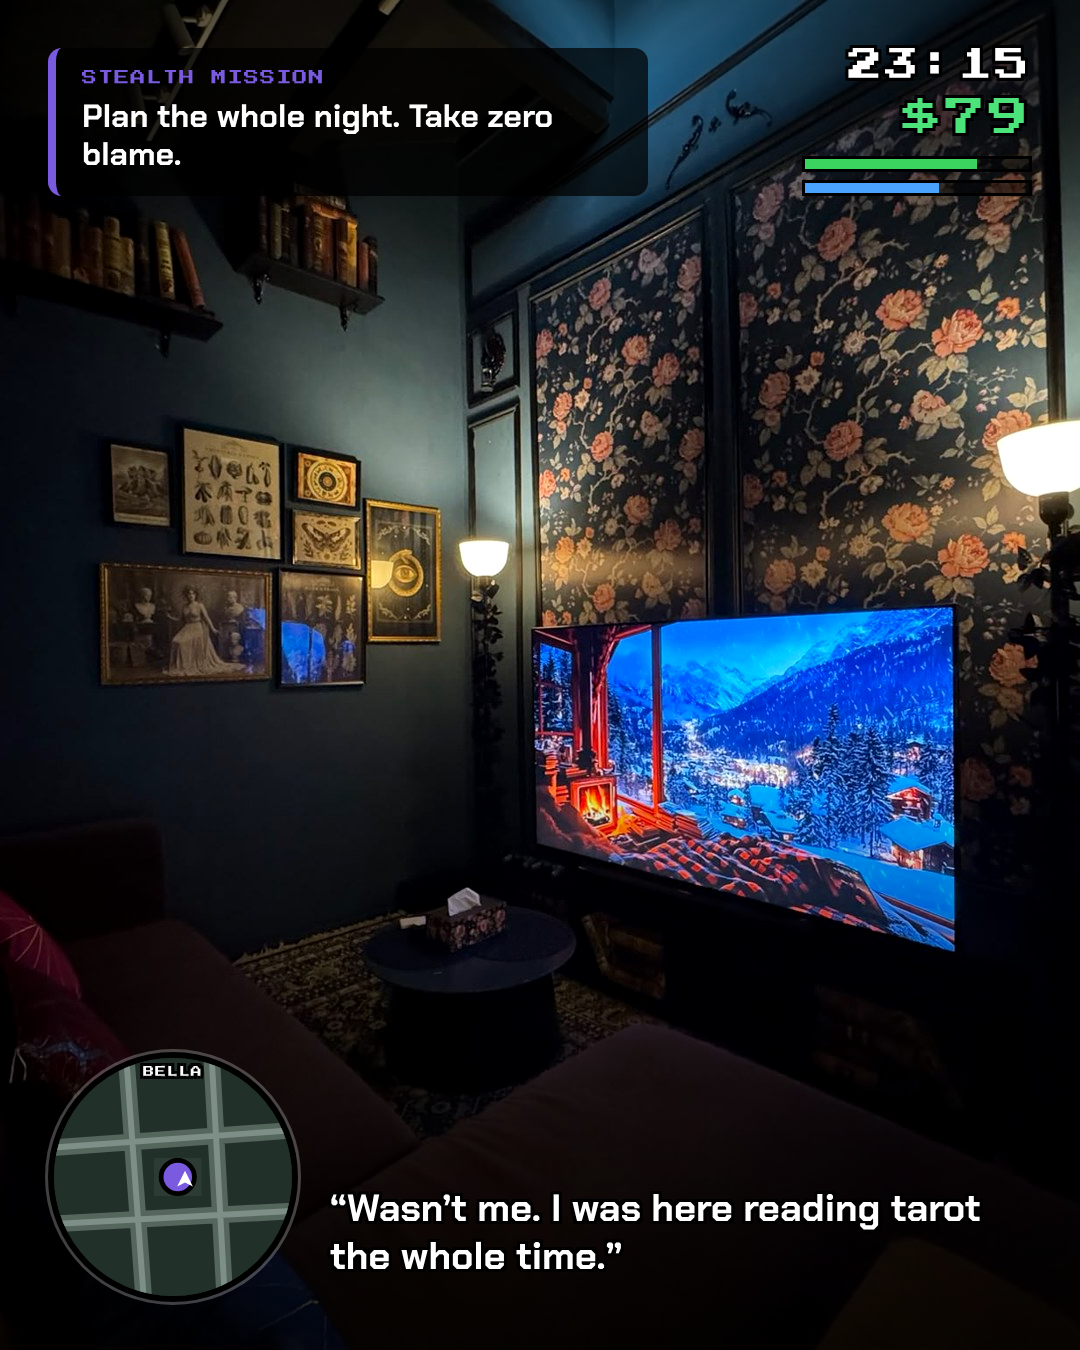 STEALTH MISSION
Plan the whole night. Take zero
blame.
23:15
$79
BELLA
“Wasn’t me. I was here reading tarot
the whole time.”